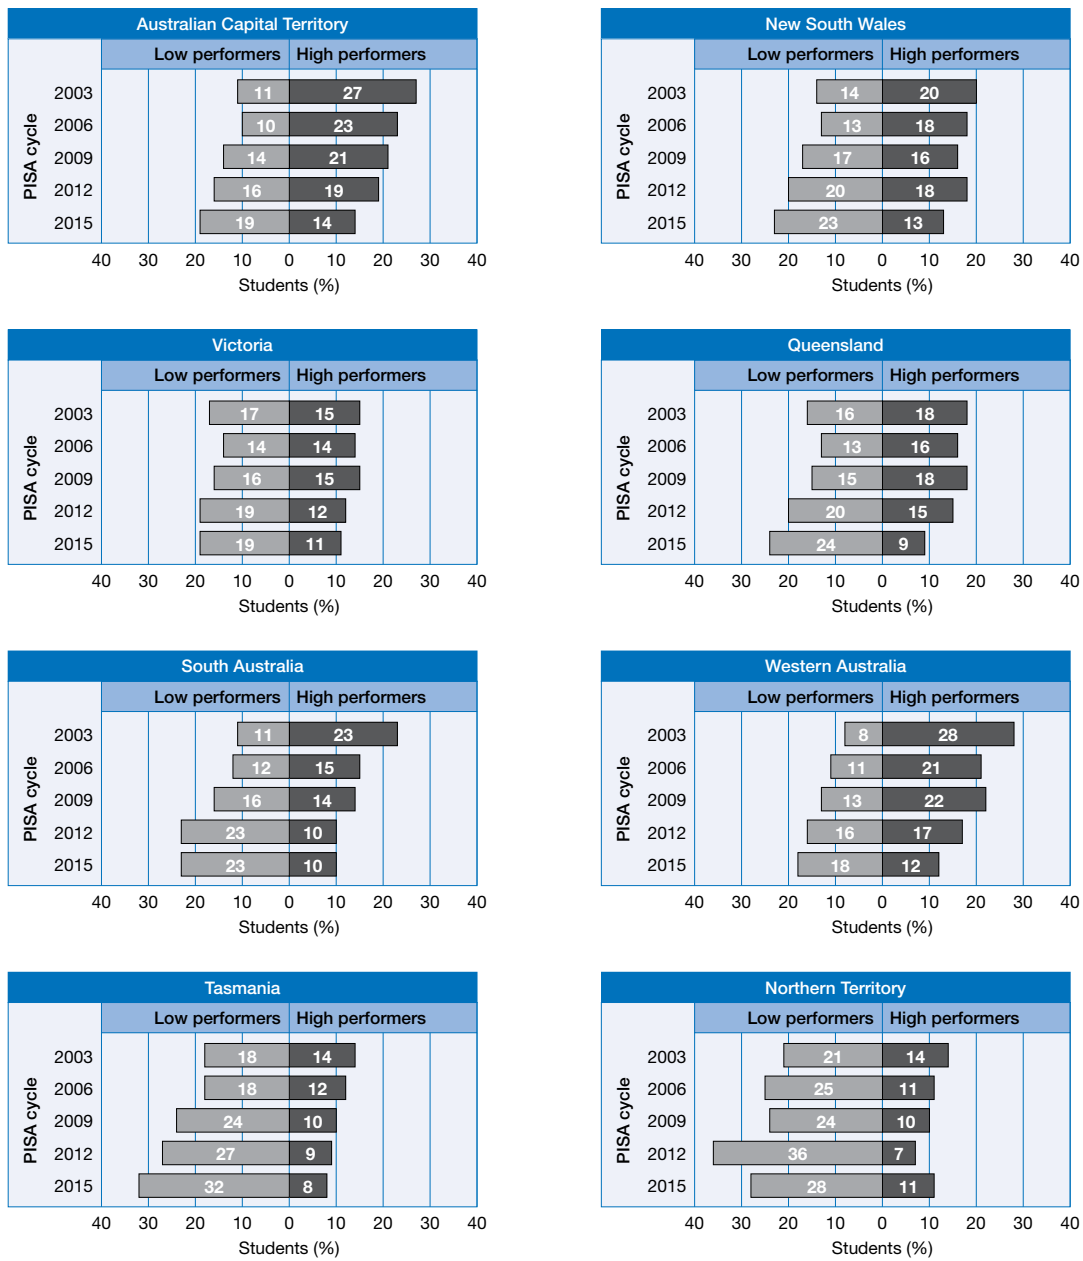 Australian Capital Territory
Low performers High performers
PISA cycle
2003 11 27
2006 10 23
2009 14 21
2012 16 19
2015 19 14
40 30 20 10 0 10 20 30 40
Students (%)
New South Wales
Low performers High performers
PISA cycle
2003 14 20
2006 13 18
2009 17 16
2012 20 18
2015 23 13
40 30 20 10 0 10 20 30 40
Students (%)
Victoria
Low performers High performers
PISA cycle
2003 17 15
2006 14 14
2009 16 15
2012 19 12
2015 19 11
40 30 20 10 0 10 20 30 40
Students (%)
Queensland
Low performers High performers
PISA cycle
2003 16 18
2006 13 16
2009 15 18
2012 20 15
2015 24 9
40 30 20 10 0 10 20 30 40
Students (%)
South Australia
Low performers High performers
PISA cycle
2003 11 23
2006 12 15
2009 16 14
2012 23 10
2015 23 10
40 30 20 10 0 10 20 30 40
Students (%)
Western Australia
Low performers High performers
PISA cycle
2003 8 28
2006 11 21
2009 13 22
2012 16 17
2015 18 12
40 30 20 10 0 10 20 30 40
Students (%)
Tasmania
Low performers High performers
PISA cycle
2003 18 14
2006 18 12
2009 24 10
2012 27 9
2015 32 8
40 30 20 10 0 10 20 30 40
Students (%)
Northern Territory
Low performers High performers
PISA cycle
2003 21 14
2006 25 11
2009 24 10
2012 36 7
2015 28 11
40 30 20 10 0 10 20 30 40
Students (%)